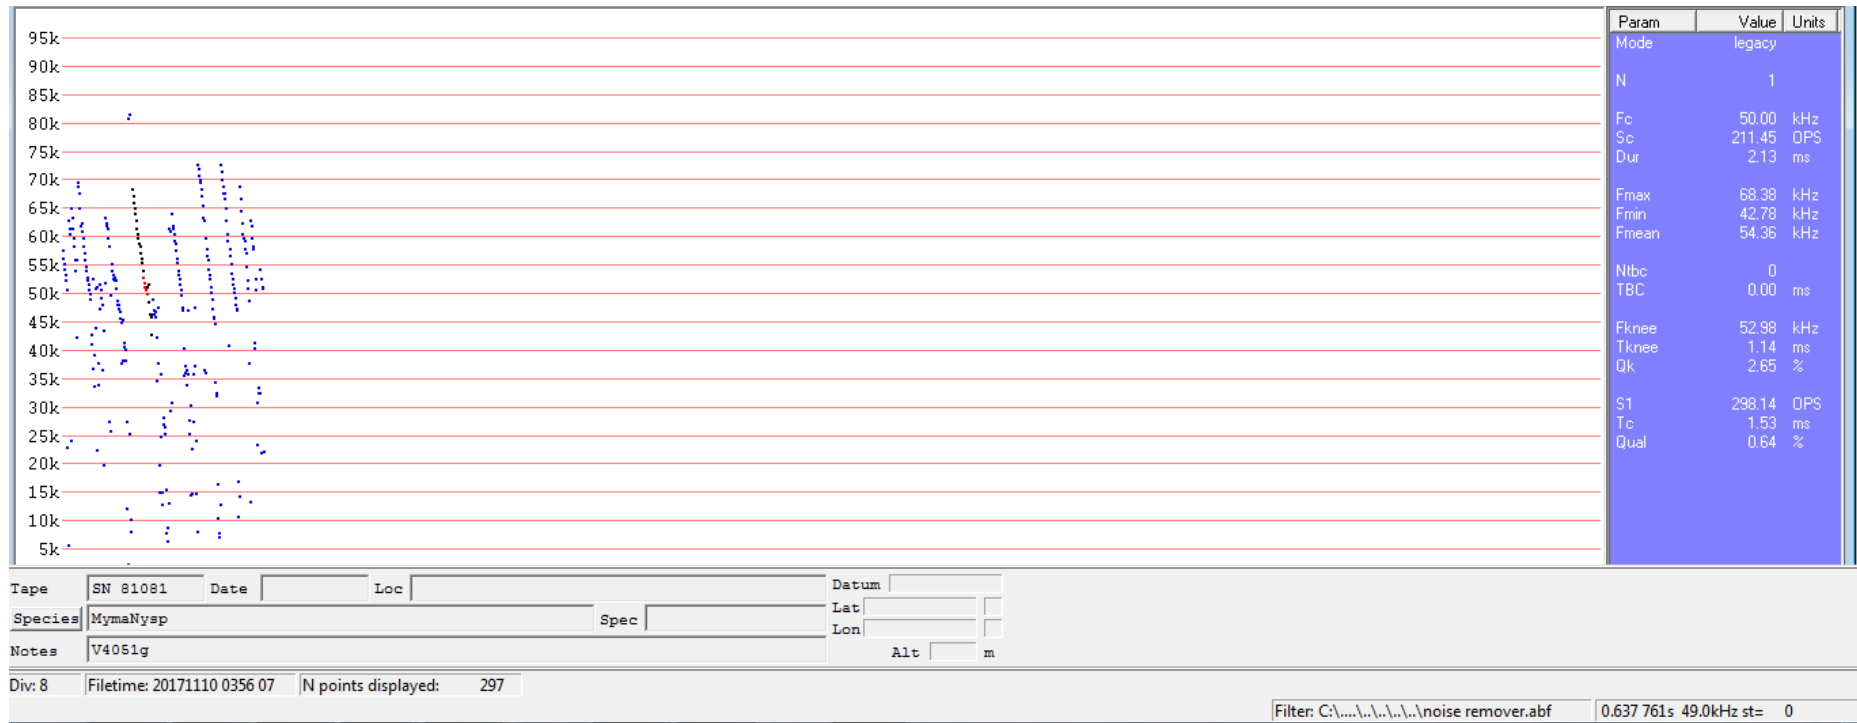 Param Value Units
95k
Mode legacy
90k
N 1
85k
80k
Fc 50.00 kHz
Sc 211.45 OPS
75k
Dur 2.13 ms
70k
Fmax 68.38 kHz
65k
Fmin 42.78 kHz
60k
Fmean 54.36 kHz
55k
Ntbc 0
50k
TBC 0.00 ms
45k
Fknee 52.98 kHz
40k
Tknee 1.14 ms
Qk 2.65 %
35k
30k
S1 298.14 OPS
Tc 1.53 ms
25k
Qual 0.64 %
20k
15k
10k
5k
Tape SN 81081 Date Loc Datum
Lat
Species MymaNysp Spec
Lon
Notes V4051g Alt m
Div: 8 Filetime: 20171110 0356 07 N points displayed: 297
Filter: C:\....\..\..\..\..\noise remover.abf 0.637 761s 49.0kHz st= 0